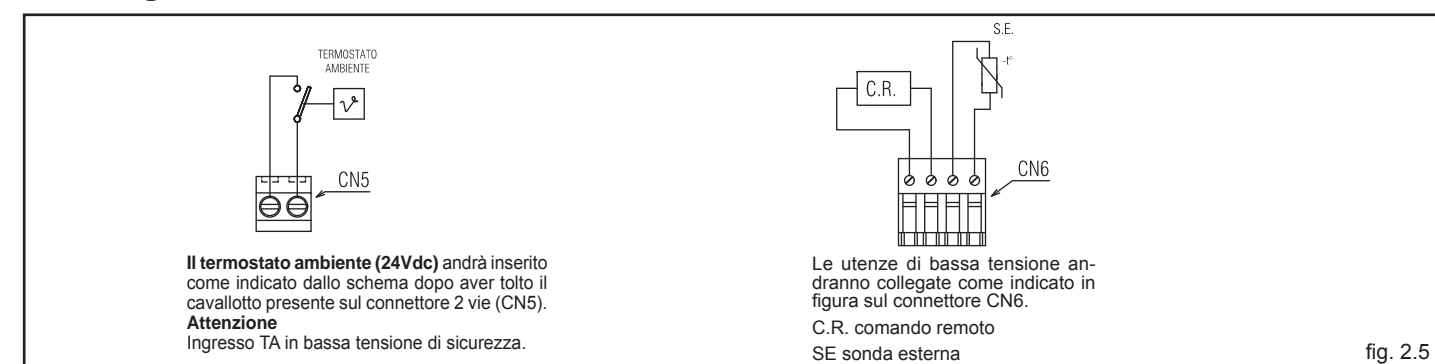 TERMOSTATO
AMBIENTE
CN5
Il termostato ambiente (24Vdc) andrà inserito
come indicato dallo schema dopo aver tolto il
cavallotto presente sul connettore 2 vie (CN5).
Attenzione
Ingresso TA in bassa tensione di sicurezza.
S.E.
-t°
C.R.
CN6
Le utenze di bassa tensione an-
dranno collegate come indicato in
figura sul connettore CN6.
C.R. comando remoto
SE sonda esterna
fig. 2.5